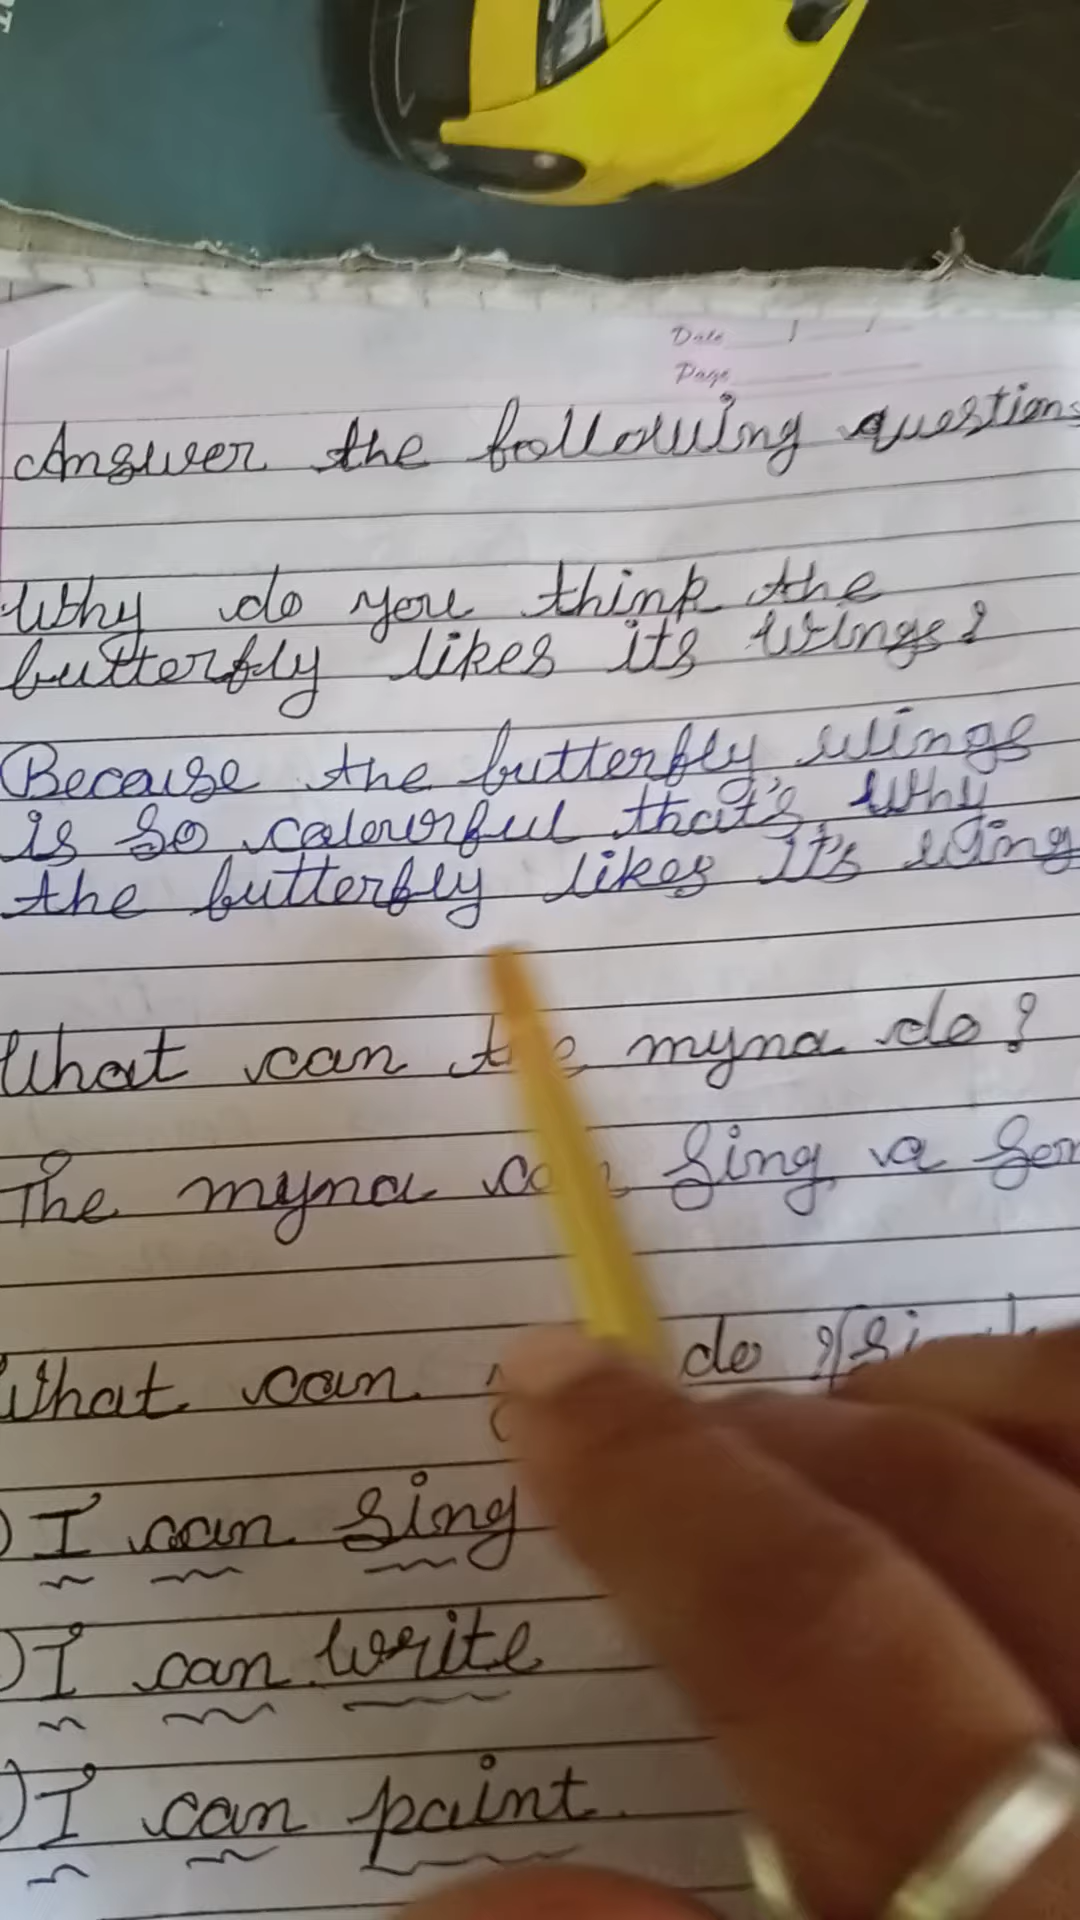 Date
Page
Answer the following questions
Why do you think the
butterfly likes its wings?
Because the butterfly wings
is so colourful that's why
the butterfly likes it's wing
What can the myna do?
The myna can sing a
What can do?
I can sing
I can write
I can paint.